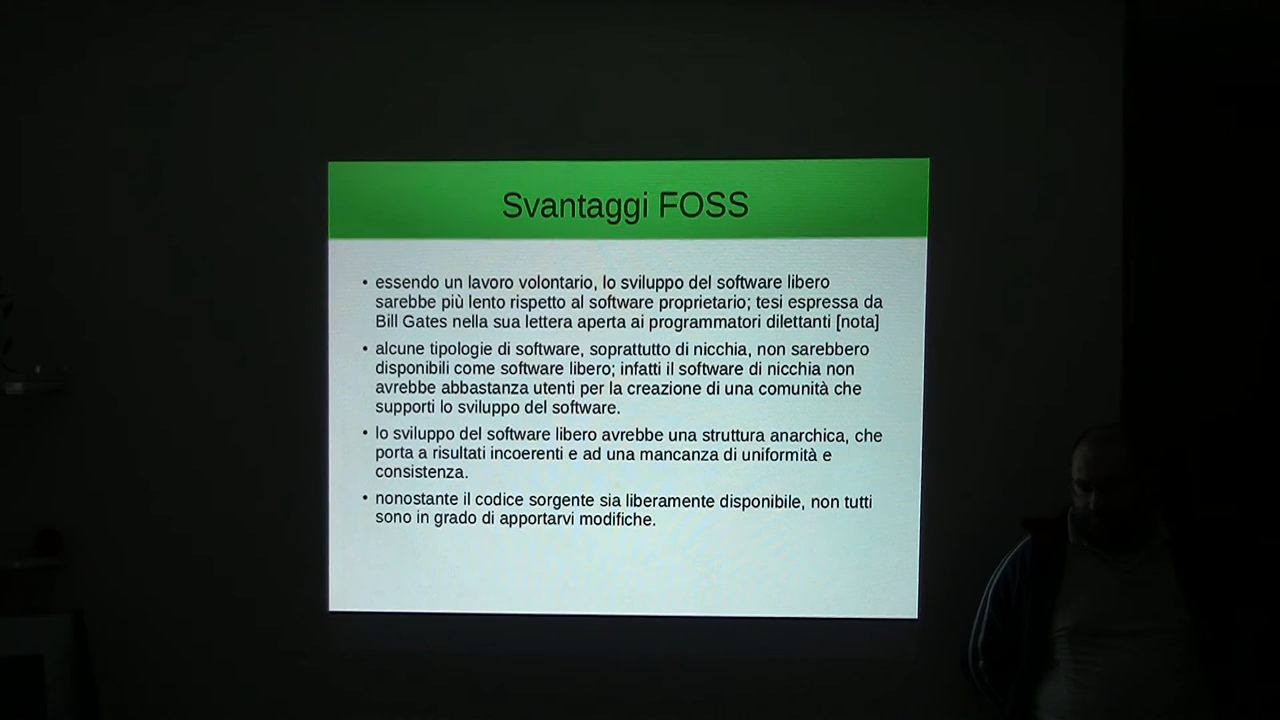 Svantaggi FOSS
• essendo un lavoro volontario, lo sviluppo del software libero
sarebbe più lento rispetto al software proprietario; tesi espressa da
Bill Gates nella sua lettera aperta ai programmatori dilettanti [nota]
• alcune tipologie di software, soprattutto di nicchia, non sarebbero
disponibili come software libero; infatti il software di nicchia non
avrebbe abbastanza utenti per la creazione di una comunità che
supporti lo sviluppo del software.
• lo sviluppo del software libero avrebbe una struttura anarchica, che
porta a risultati incoerenti e ad una mancanza di uniformità e
consistenza.
• nonostante il codice sorgente sia liberamente disponibile, non tutti
sono in grado di apportarvi modifiche.